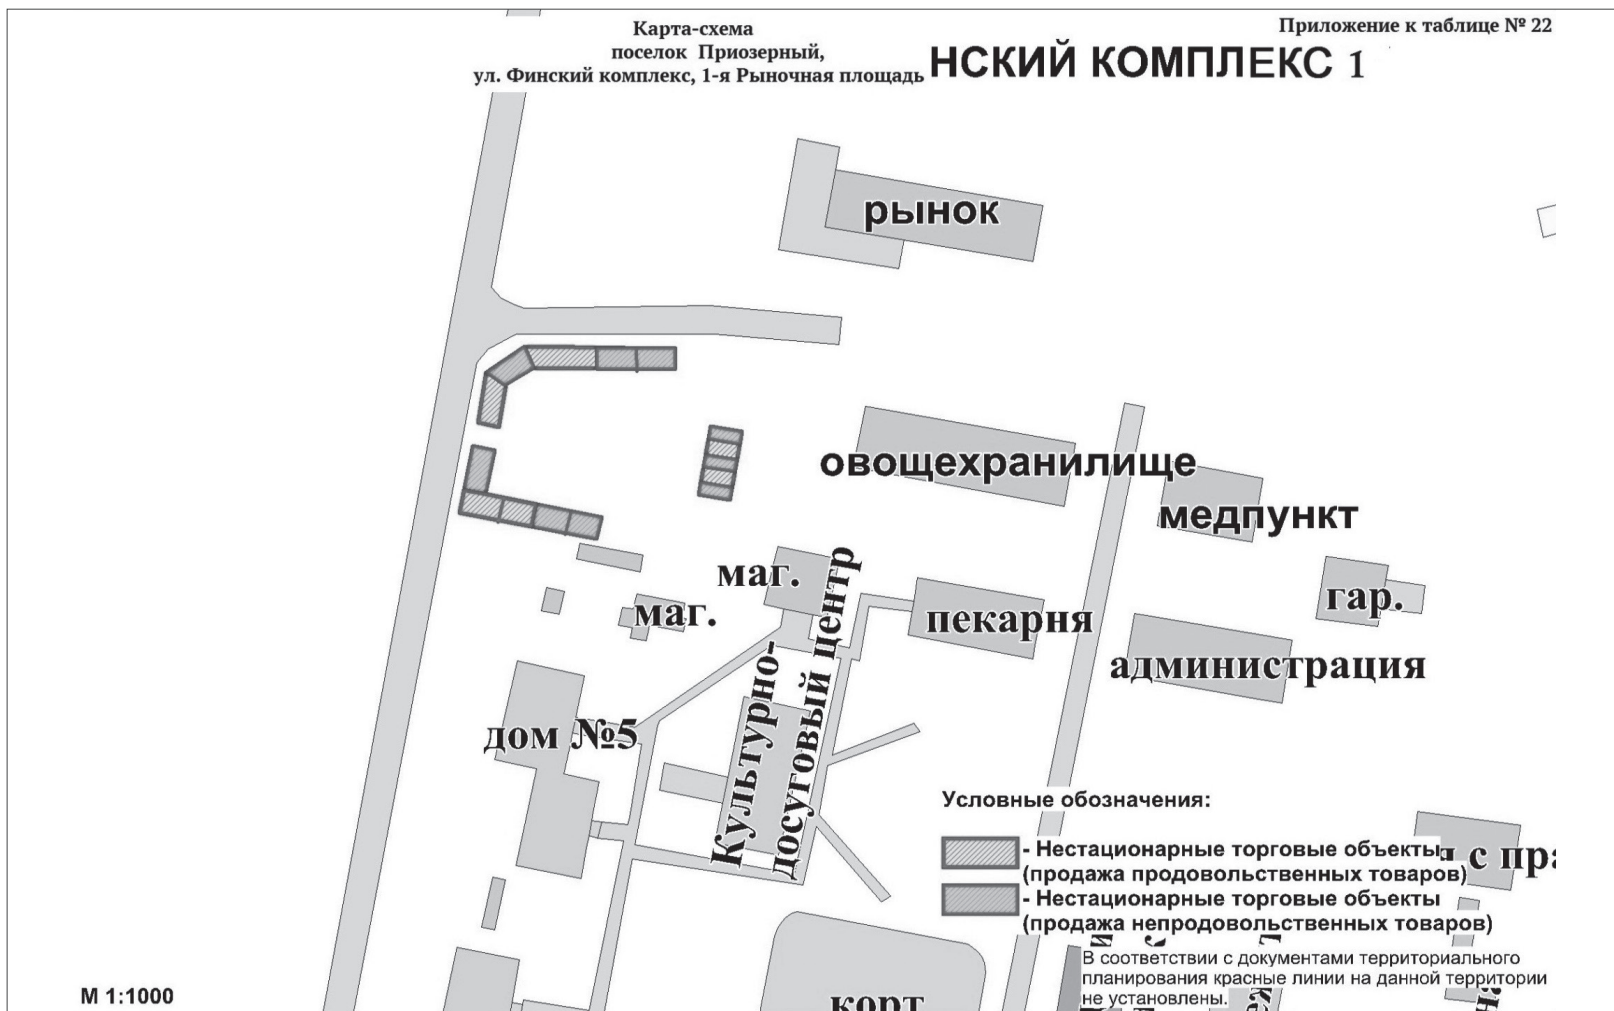 Приложение к таблице № 22
Карта-схема
поселок Приозерный,
ул. Финский комплекс, 1-я Рыночная площадь
НСКИЙ КОМПЛЕКС 1
рынок
овощехранилище
медпункт
маг.
маг.
гар.
пекарня
администрация
Культурно-
досуговый центр
дом №5
Условные обозначения:
- Нестационарные торговые объекты
(продажа продовольственных товаров)
- Нестационарные торговые объекты
(продажа непродовольственных товаров)
с
В соответствии с документами территориального
планирования красные линии на данной территории
не установлены.
М 1:1000
корт